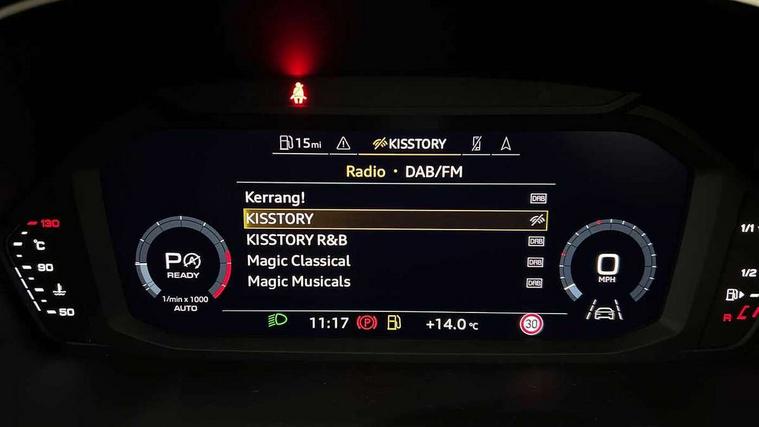 15mi KISSTORY
Radio · DAB/FM
Kerrang! DAB
KISSTORY
KISSTORY R&B DAB
Magic Classical DAB
Magic Musicals DAB
130
°C
90
50
P A
READY
1/min x 1000
AUTO
0
MPH
1/1
1/2
R
11:17 P +14.0 °C 30